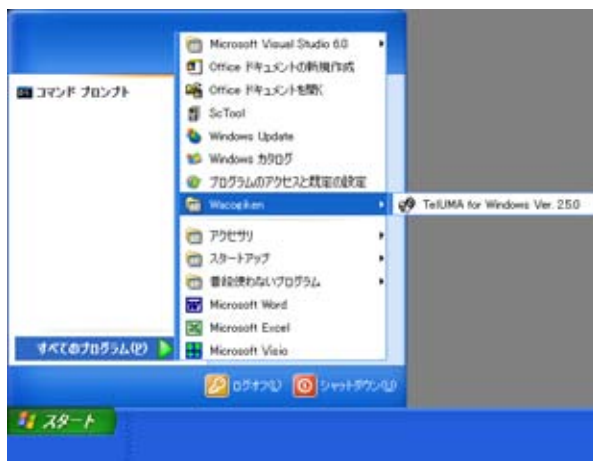 Microsoft Visual Studio 6.0
Office ドキュメントの新規作成
コマンド プロンプト
Office ドキュメントを開く
ScTool
Windows Update
Windows カタログ
プログラムのアクセスと既定の設定
Wacogiken
TelUMA for Windows Ver. 2.5.0
アクセサリ
スタートアップ
普段使わないプログラム
Microsoft Word
Microsoft Excel
すべてのプログラム(P)
Microsoft Visio
ログオフ(L)
シャットダウン(U)
スタート